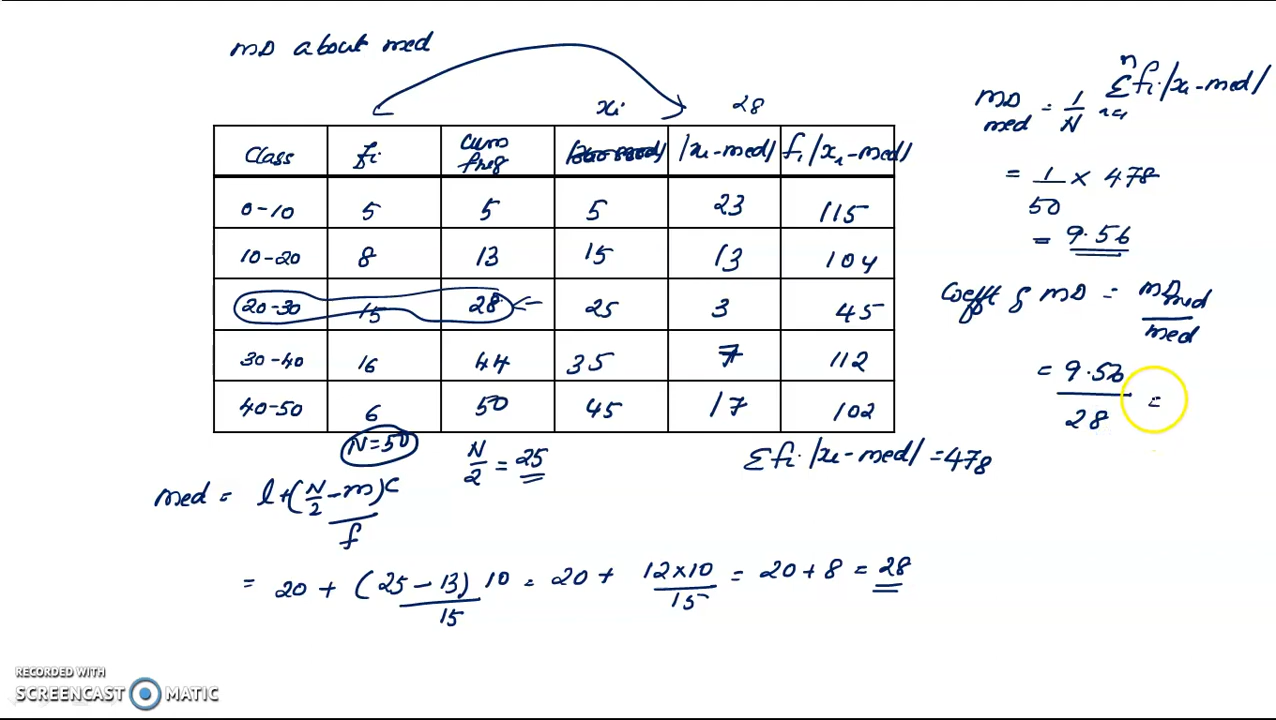 MD about med
xi 28
Class fi Cum freq |xi-med| fi|xi-med|
0-10 5 5 5 23 115
10-20 8 13 15 13 104
20-30 15 28 25 3 45
30-40 16 44 35 7 112
40-50 6 50 45 17 102
N=50
N/2 = 25
Σfi·|xi-med| = 478
med = l+(N/2-m)c/f
= 20 + (25-13)10/15 = 20 + 12×10/15 = 20+8 = 28
MD med = 1/N Σ fi·|xi-med|
= 1/50 × 478
= 9.56
Coefft of MD = MD med/med
= 9.56/28 =
RECORDED WITH
SCREENCAST MATIC